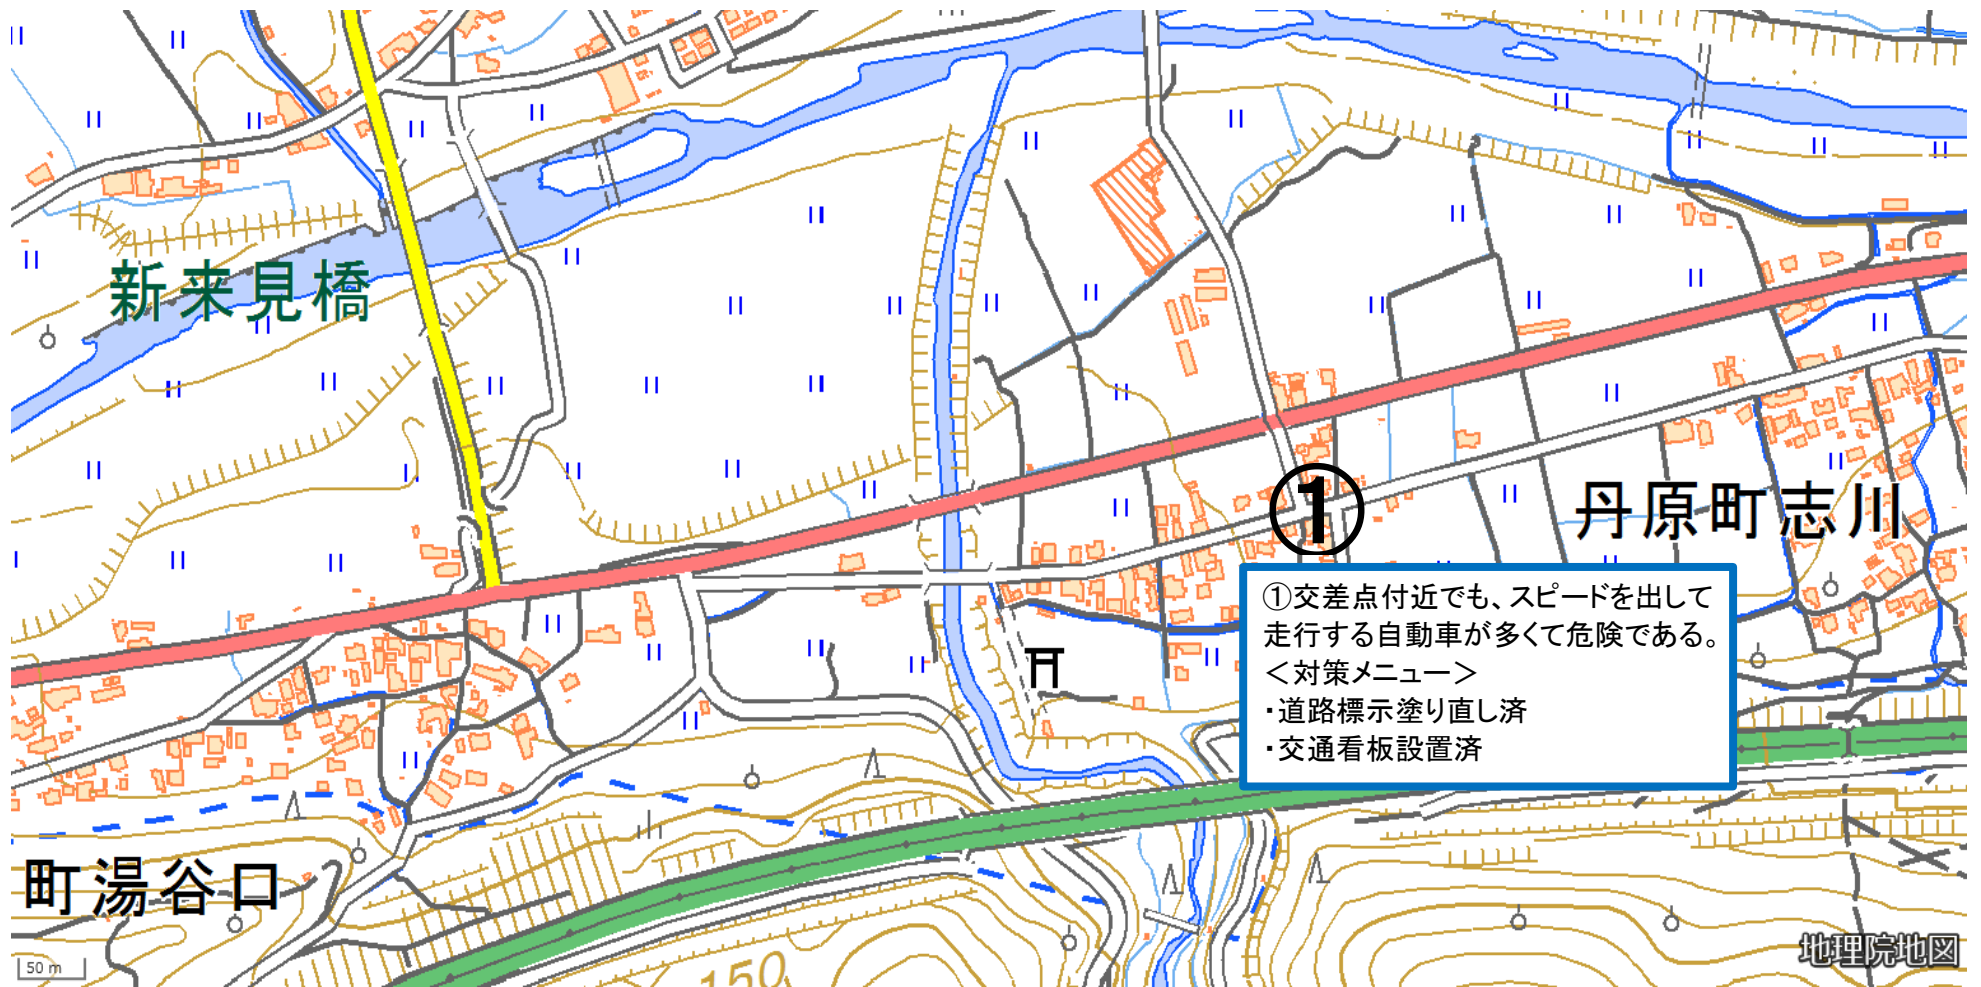 新来見橋
①
丹原町志川
①交差点付近でも、スピードを出して
走行する自動車が多くて危険である。
＜対策メニュー＞
・道路標示塗り直し済
・交通看板設置済
町湯谷口
150
50 m
地理院地図